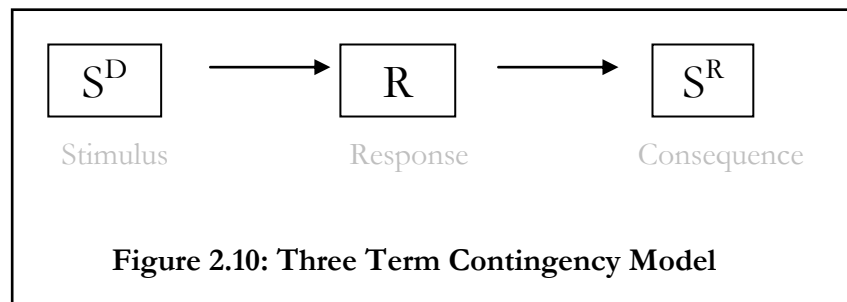 S^D R S^R
Stimulus Response Consequence
Figure 2.10: Three Term Contingency Model